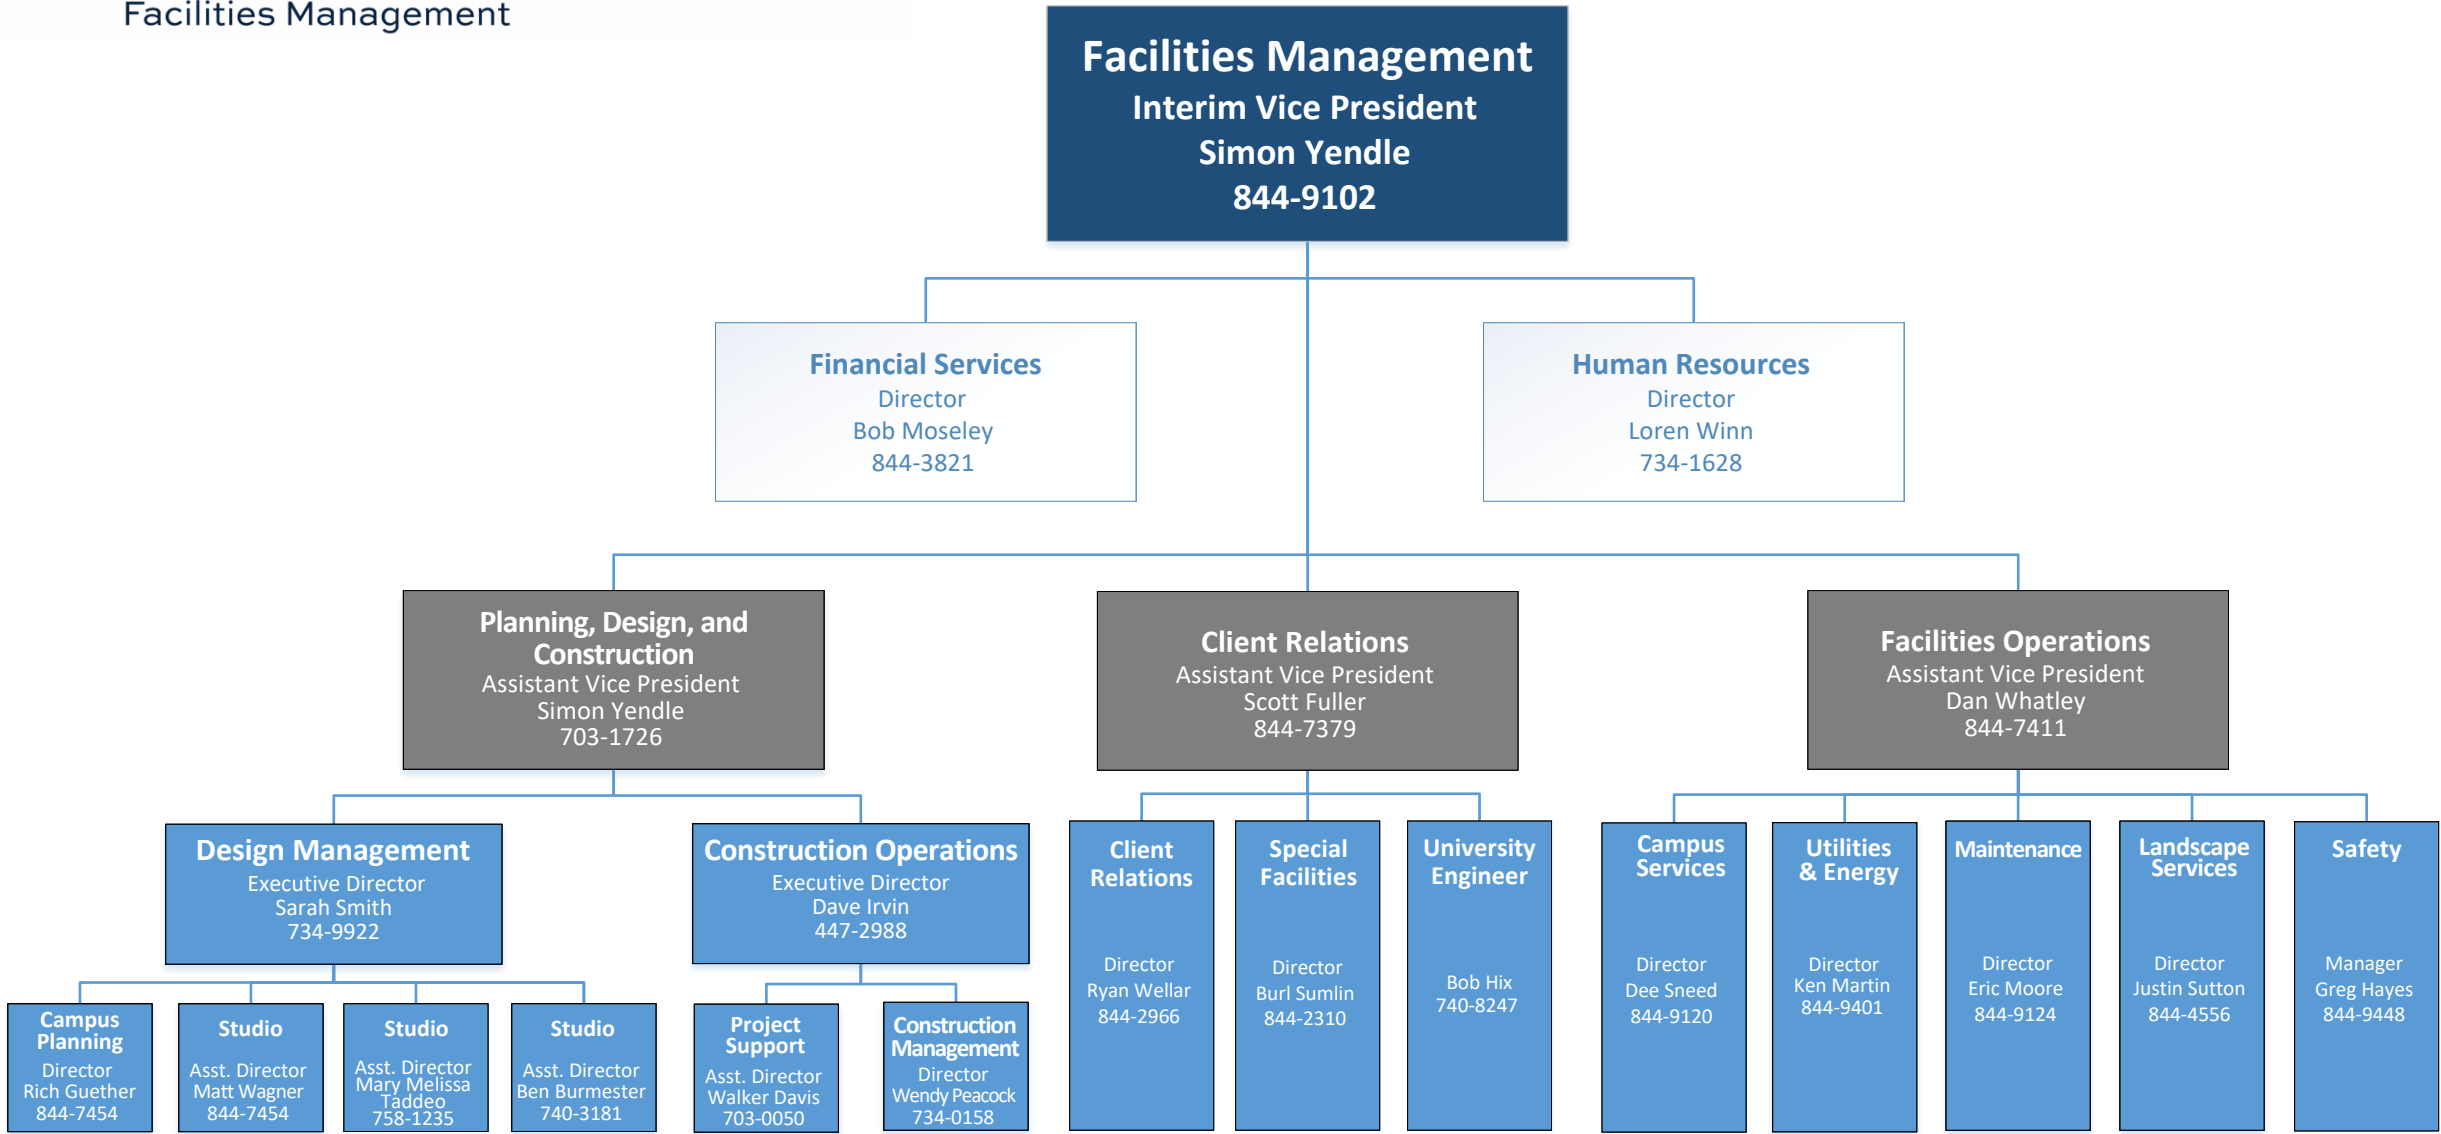 Facilities Management
Facilities Management
Interim Vice President
Simon Yendle
844-9102
Financial Services
Director
Bob Moseley
844-3821
Human Resources
Director
Loren Winn
734-1628
Planning, Design, and
Construction
Assistant Vice President
Simon Yendle
703-1726
Client Relations
Assistant Vice President
Scott Fuller
844-7379
Facilities Operations
Assistant Vice President
Dan Whatley
844-7411
Design Management
Executive Director
Sarah Smith
734-9922
Construction Operations
Executive Director
Dave Irvin
447-2988
Client
Relations
Director
Ryan Wellar
844-2966
Special
Facilities
Director
Burl Sumlin
844-2310
University
Engineer
Bob Hix
740-8247
Campus
Services
Director
Dee Sneed
844-9120
Utilities
& Energy
Director
Ken Martin
844-9401
Maintenance
Director
Eric Moore
844-9124
Landscape
Services
Director
Justin Sutton
844-4556
Safety
Manager
Greg Hayes
844-9448
Campus
Planning
Director
Rich Guether
844-7454
Studio
Asst. Director
Matt Wagner
844-7454
Studio
Asst. Director
Mary Melissa
Taddeo
758-1235
Studio
Asst. Director
Ben Burmester
740-3181
Project
Support
Asst. Director
Walker Davis
703-0050
Construction
Management
Director
Wendy Peacock
734-0158